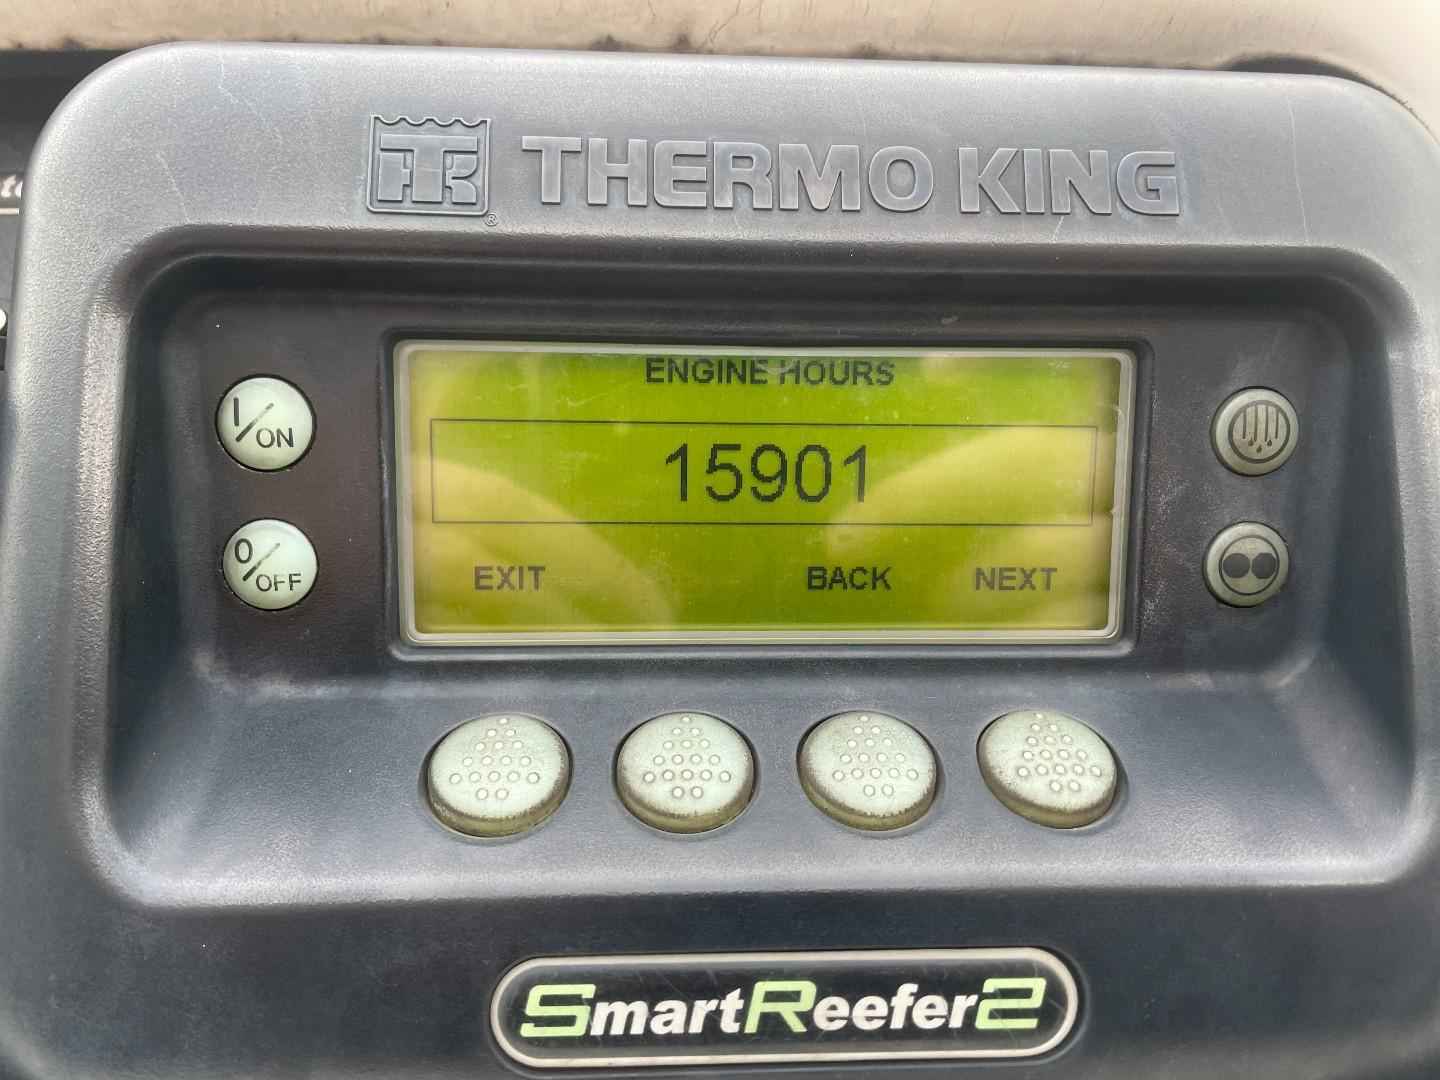 THERMO KING
®
ENGINE HOURS
15901
EXIT BACK NEXT
I/ON
0/OFF
SmartReefer2